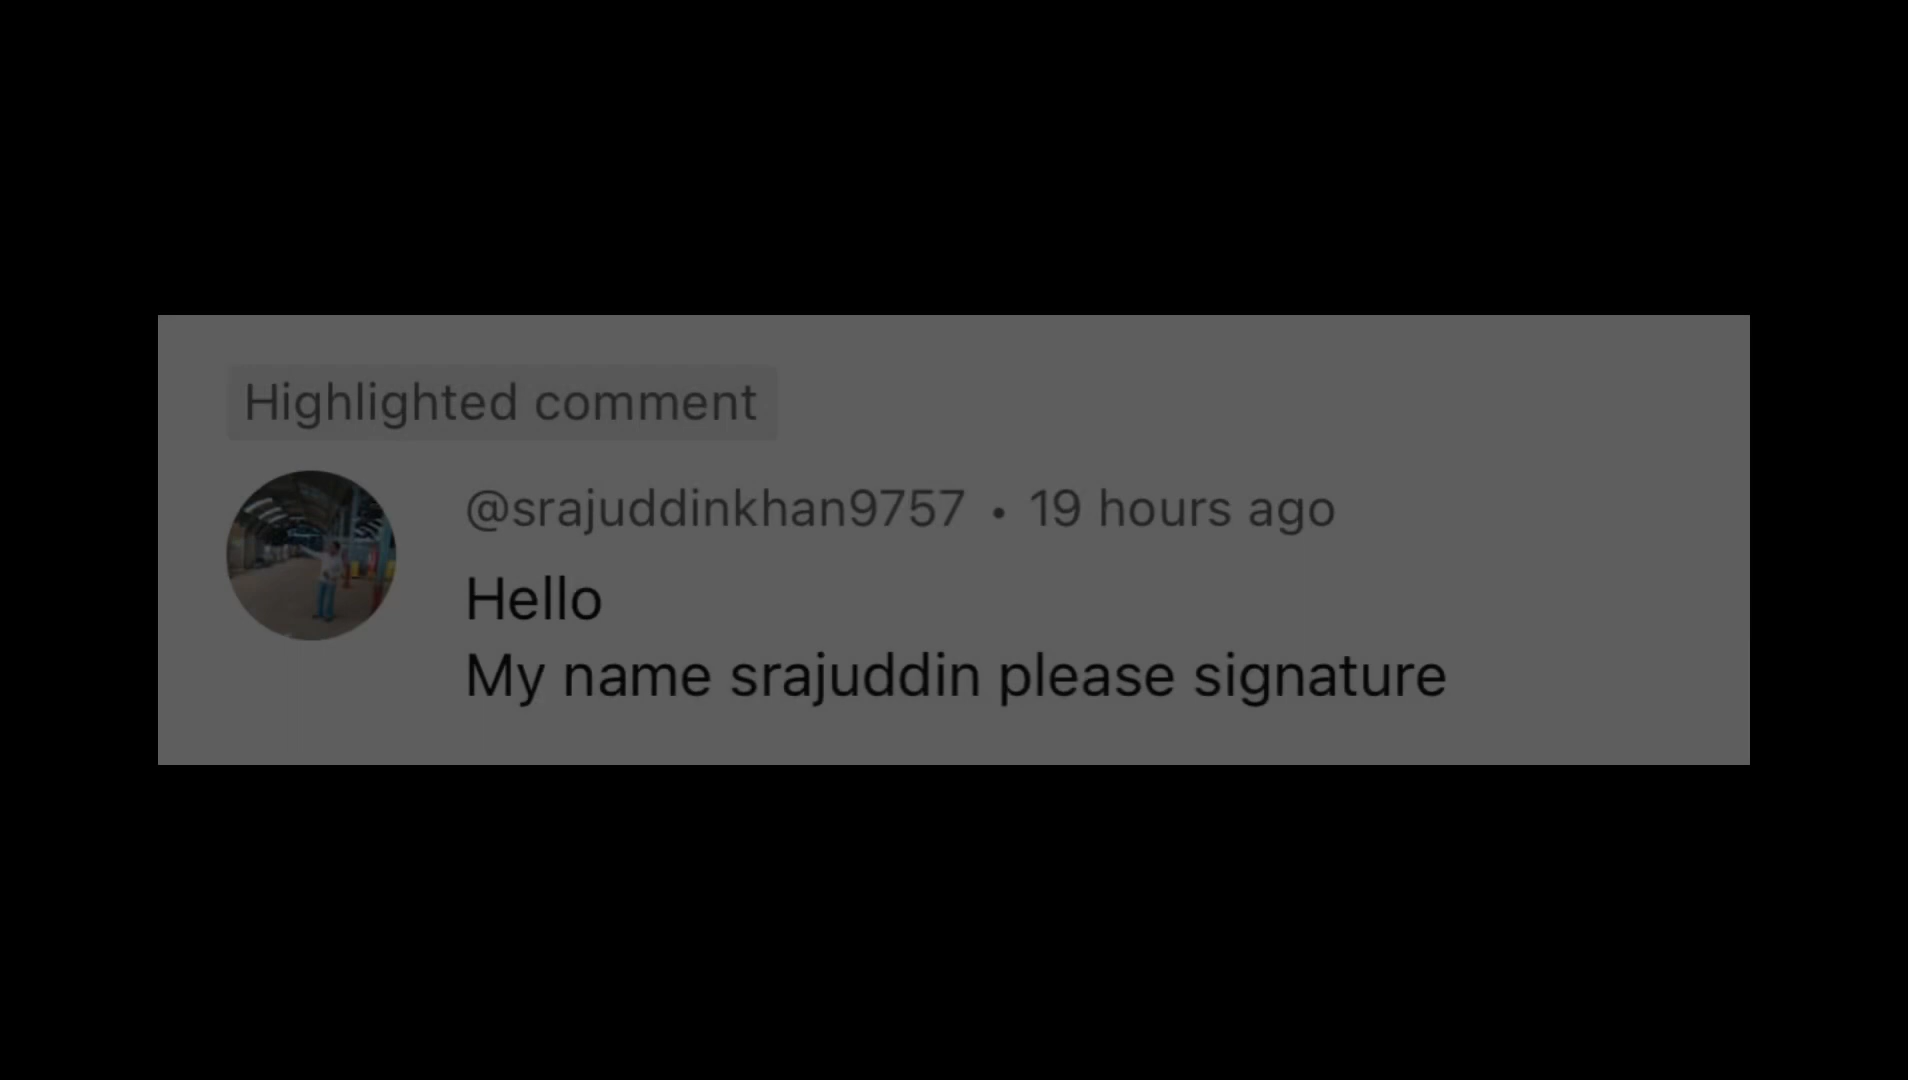 Highlighted comment
@srajuddinkhan9757 • 19 hours ago
Hello
My name srajuddin please signature